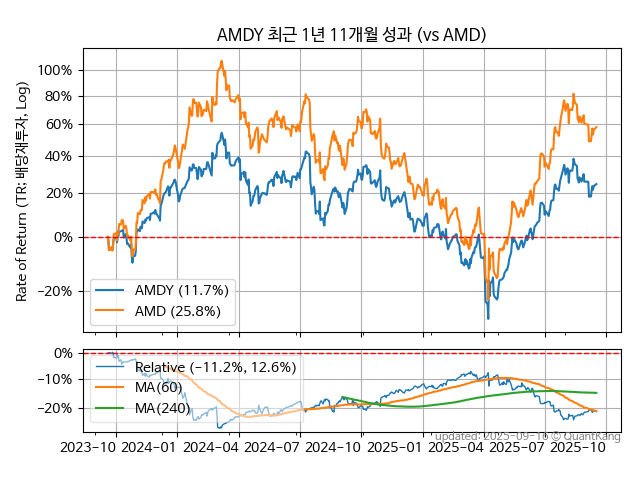 AMDY 최근 1년 11개월 성과 (vs AMD)
Rate of Return (TR: 배당재투자, Log)
100%
80%
60%
40%
20%
0%
−20%
AMDY (11.7%)
AMD (25.8%)
0%
−10%
−20%
Relative (−11.2%, 12.6%)
MA(60)
MA(240)
2023-10 2024-01 2024-04 2024-07 2024-10 2025-01 2025-04 2025-07 2025-10
updated: 2025-09-16 © QuantKang